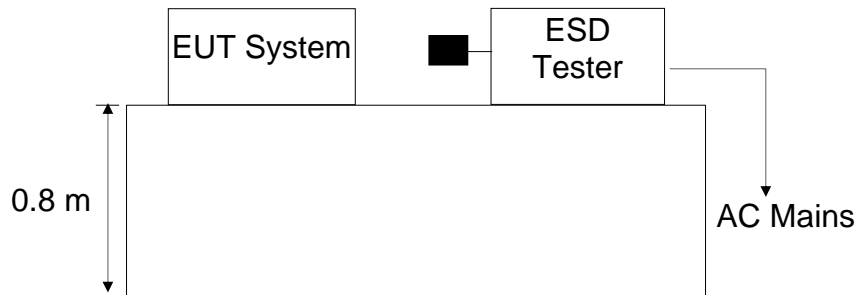 EUT System
ESD
Tester
0.8 m
AC Mains